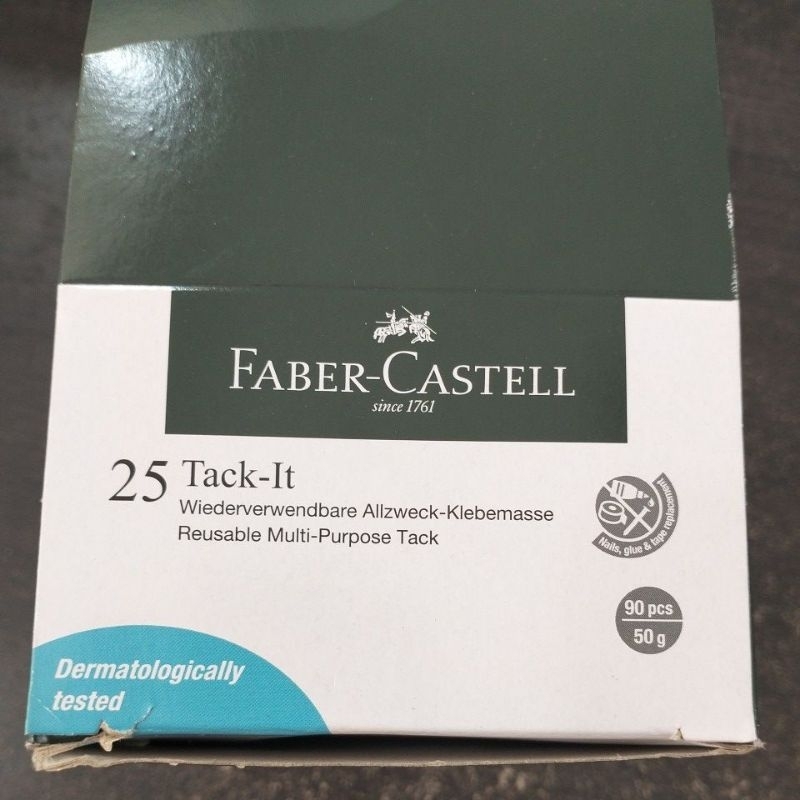 FABER-CASTELL
since 1761
25 Tack-It
Wiederverwendbare Allzweck-Klebemasse
Reusable Multi-Purpose Tack
Nails, glue & tape replacement
90 pcs
50 g
Dermatologically
tested